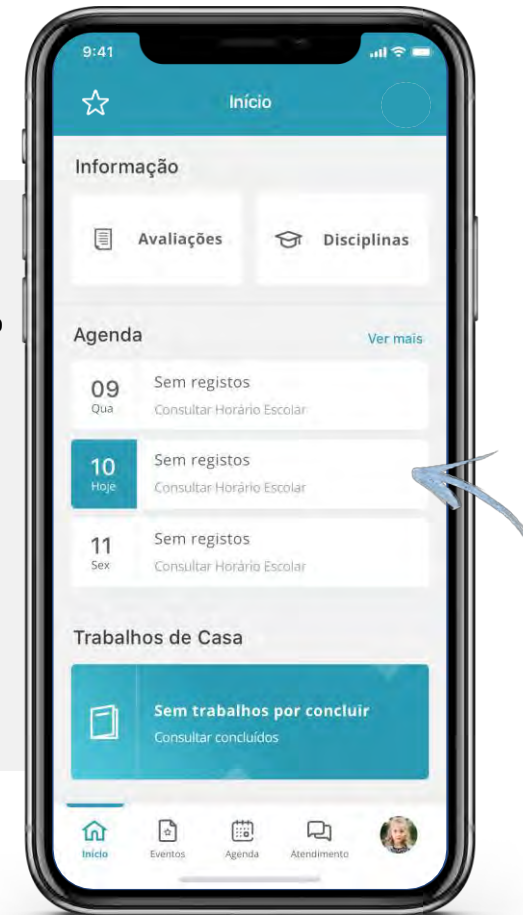 9:41
Início
Informação
Avaliações
Disciplinas
Agenda
Ver mais
09
Qua
Sem registos
Consultar Horário Escolar
10
Hoje
Sem registos
Consultar Horário Escolar
11
Sex
Sem registos
Consultar Horário Escolar
Trabalhos de Casa
Sem trabalhos por concluir
Consultar concluídos
Início
Eventos
Agenda
Atendimento